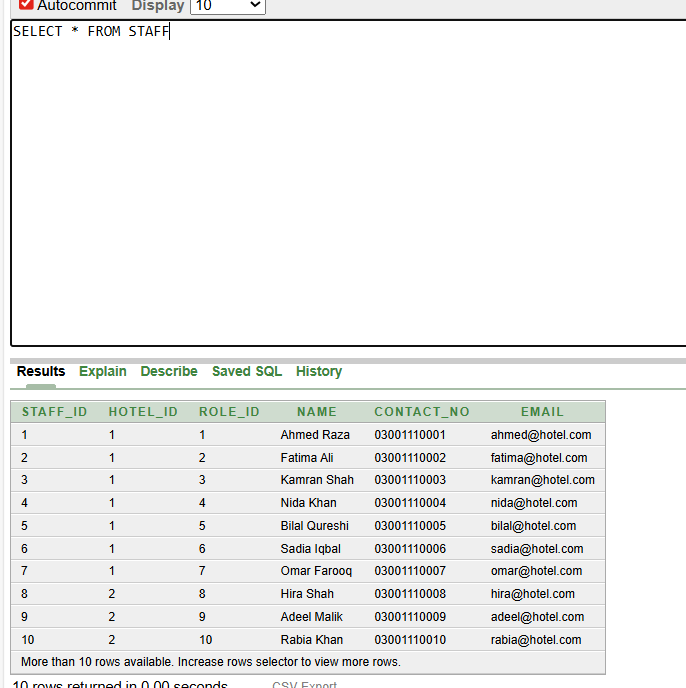 Autocommit Display 10
SELECT * FROM STAFF
Results Explain Describe Saved SQL History
STAFF_ID HOTEL_ID ROLE_ID NAME CONTACT_NO EMAIL
1 1 1 Ahmed Raza 03001110001 ahmed@hotel.com
2 1 2 Fatima Ali 03001110002 fatima@hotel.com
3 1 3 Kamran Shah 03001110003 kamran@hotel.com
4 1 4 Nida Khan 03001110004 nida@hotel.com
5 1 5 Bilal Qureshi 03001110005 bilal@hotel.com
6 1 6 Sadia Iqbal 03001110006 sadia@hotel.com
7 1 7 Omar Farooq 03001110007 omar@hotel.com
8 2 8 Hira Shah 03001110008 hira@hotel.com
9 2 9 Adeel Malik 03001110009 adeel@hotel.com
10 2 10 Rabia Khan 03001110010 rabia@hotel.com
More than 10 rows available. Increase rows selector to view more rows.
10 rows returned in 0.00 seconds CSV Export